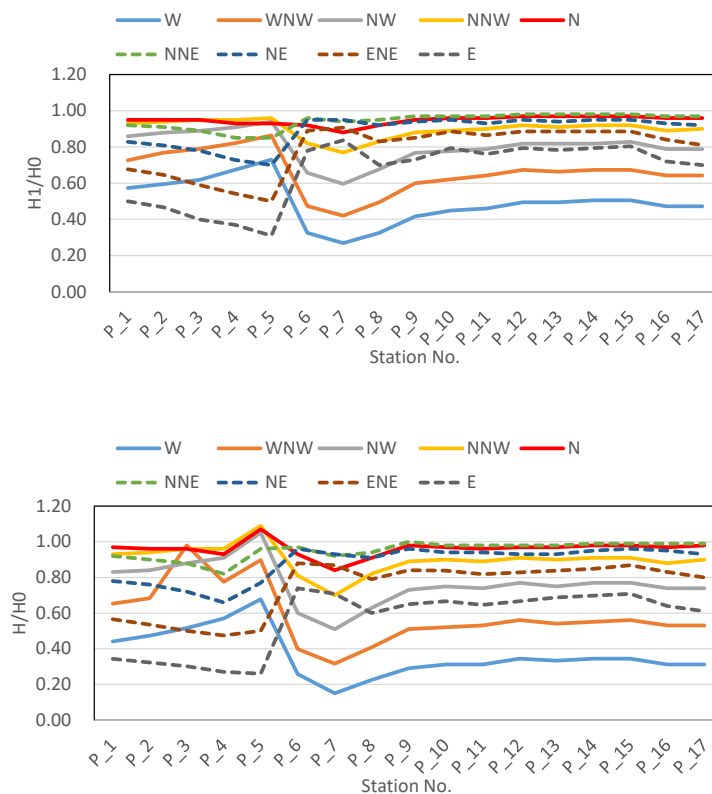 W WNW NW NNW N
NNE NE ENE E
1.20
1.00
0.80
0.60
0.40
0.20
0.00
H1/H0
P_1 P_2 P_3 P_4 P_5 P_6 P_7 P_8 P_9 P_10 P_11 P_12 P_13 P_14 P_15 P_16 P_17
Station No.
W WNW NW NNW N
NNE NE ENE E
1.20
1.00
0.80
0.60
0.40
0.20
0.00
H/H0
P_1 P_2 P_3 P_4 P_5 P_6 P_7 P_8 P_9 P_10 P_11 P_12 P_13 P_14 P_15 P_16 P_17
Station No.